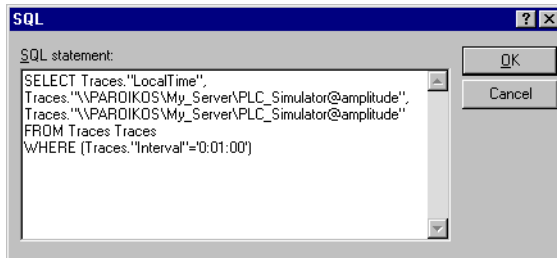 SQL
SQL statement:
SELECT Traces."LocalTime",
Traces."\\PAROIKOS\My_Server\PLC_Simulator@amplitude",
Traces."\\PAROIKOS\My_Server\PLC_Simulator@amplitude"
FROM Traces Traces
WHERE (Traces."Interval"='0:01:00')
OK
Cancel